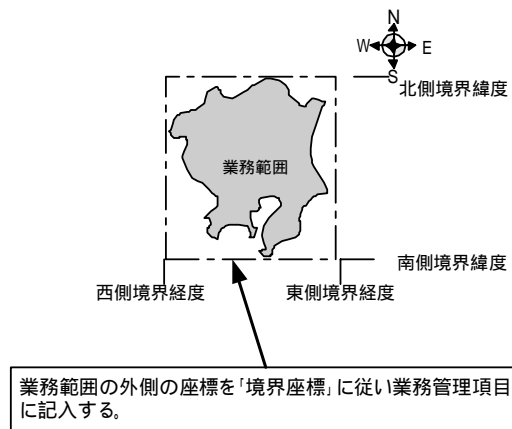 N
W
E
S
北側境界緯度
業務範囲
南側境界緯度
西側境界経度
東側境界経度
業務範囲の外側の座標を「境界座標」に従い業務管理項目
に記入する。